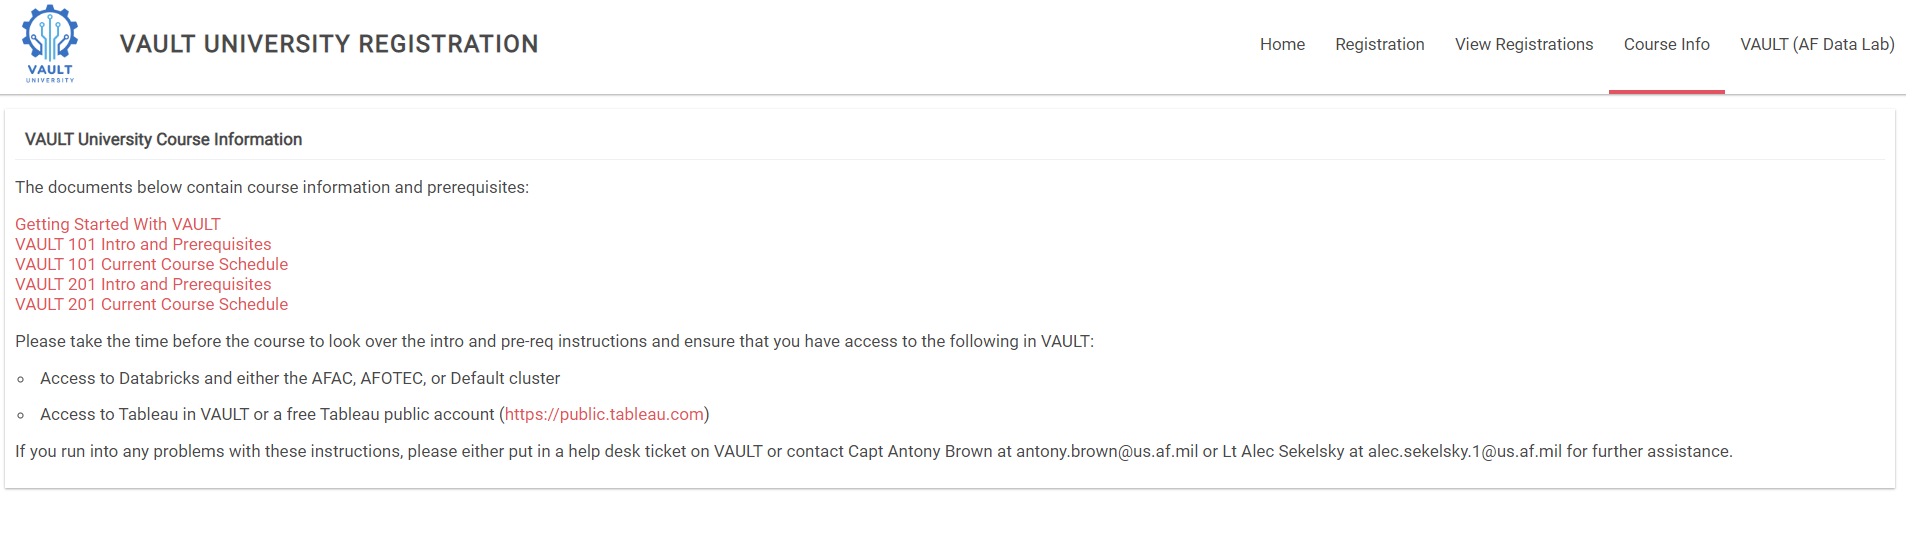 VAULT
UNIVERSITY
VAULT UNIVERSITY REGISTRATION
Home
Registration
View Registrations
Course Info
VAULT (AF Data Lab)
VAULT University Course Information
The documents below contain course information and prerequisites:
Getting Started With VAULT
VAULT 101 Intro and Prerequisites
VAULT 101 Current Course Schedule
VAULT 201 Intro and Prerequisites
VAULT 201 Current Course Schedule
Please take the time before the course to look over the intro and pre-req instructions and ensure that you have access to the following in VAULT:
Access to Databricks and either the AFAC, AFOTEC, or Default cluster
Access to Tableau in VAULT or a free Tableau public account (https://public.tableau.com)
If you run into any problems with these instructions, please either put in a help desk ticket on VAULT or contact Capt Antony Brown at antony.brown@us.af.mil or Lt Alec Sekelsky at alec.sekelsky.1@us.af.mil for further assistance.